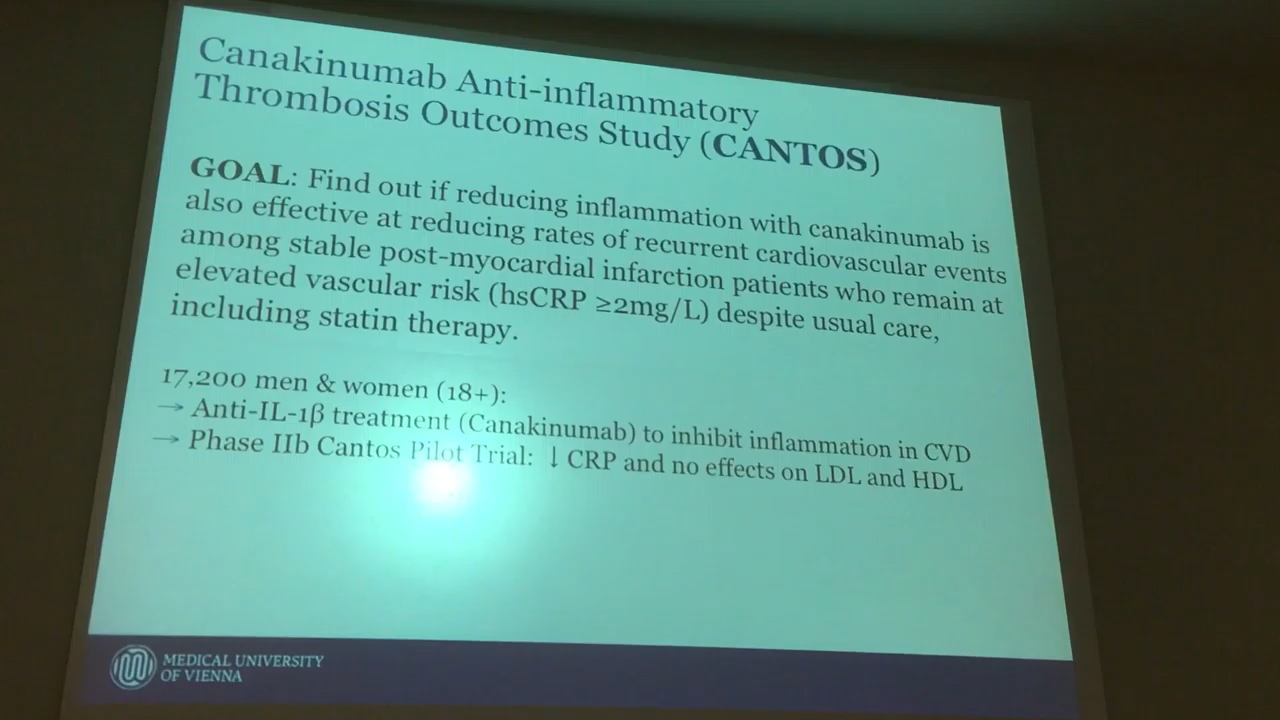 Canakinumab Anti-inflammatory
Thrombosis Outcomes Study (CANTOS)
GOAL: Find out if reducing inflammation with canakinumab is
also effective at reducing rates of recurrent cardiovascular events
among stable post-myocardial infarction patients who remain at
elevated vascular risk (hsCRP ≥2mg/L) despite usual care,
including statin therapy.
17,200 men & women (18+):
→ Anti-IL-1β treatment (Canakinumab) to inhibit inflammation in CVD
→ Phase IIb Cantos Pilot Trial: ↓ CRP and no effects on LDL and HDL
MEDICAL UNIVERSITY
OF VIENNA